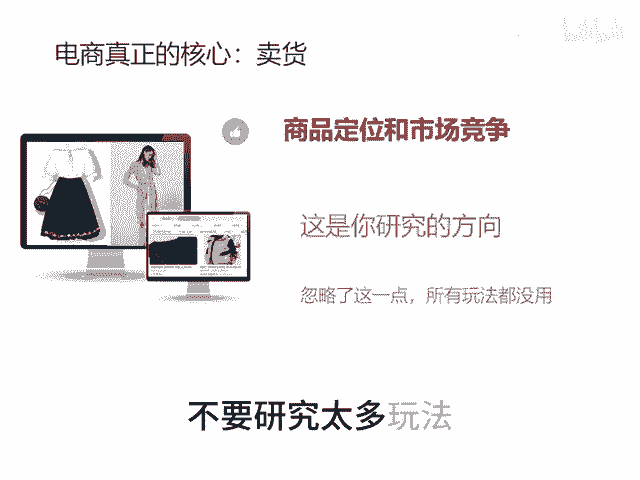 电商真正的核心：卖货
商品定位和市场竞争
这是你研究的方向
忽略了这一点，所有玩法都没用
不要研究太多玩法